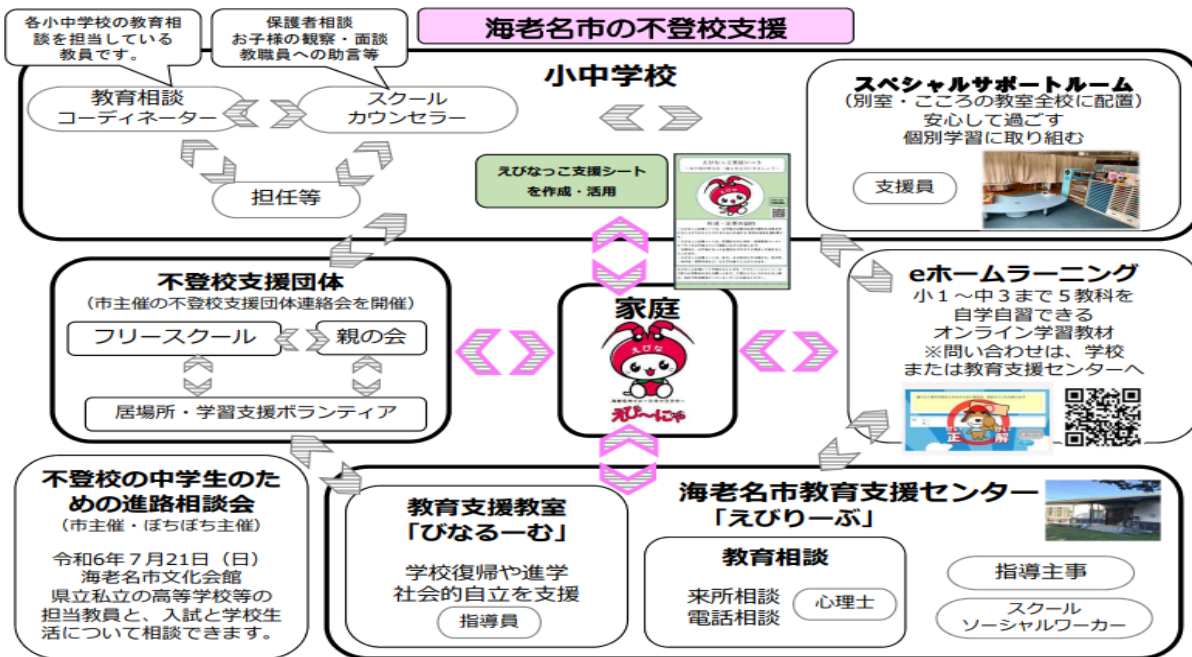 海老名市の不登校支援
各小中学校の教育相
談を担当している
教員です。
保護者相談
お子様の観察・面談
教職員への助言等
小中学校
教育相談
コーディネーター
スクール
カウンセラー
担任等
えびなっこ支援シート
を作成・活用
えびなっこ支援シート
スペシャルサポートルーム
(別室・こころの教室全校に配置)
安心して過ごす
個別学習に取り組む
支援員
不登校支援団体
(市主催の不登校支援団体連絡会を開催)
フリースクール
親の会
居場所・学習支援ボランティア
家庭
えびな
えび~にゃ
eホームラーニング
小1~中3まで5教科を
自学自習できる
オンライン学習教材
※問い合わせは、学校
または教育支援センターへ
正
解
不登校の中学生のた
めの進路相談会
(市主催・ぽちぽち主催)
令和6年7月21日(日)
海老名市文化会館
県立私立の高等学校等の
担当教員と、入試と学校生
活について相談できます。
教育支援教室
「びなるーむ」
学校復帰や進学
社会的自立を支援
指導員
海老名市教育支援センター
「えびりーぶ」
教育相談
来所相談
電話相談
心理士
指導主事
スクール
ソーシャルワーカー